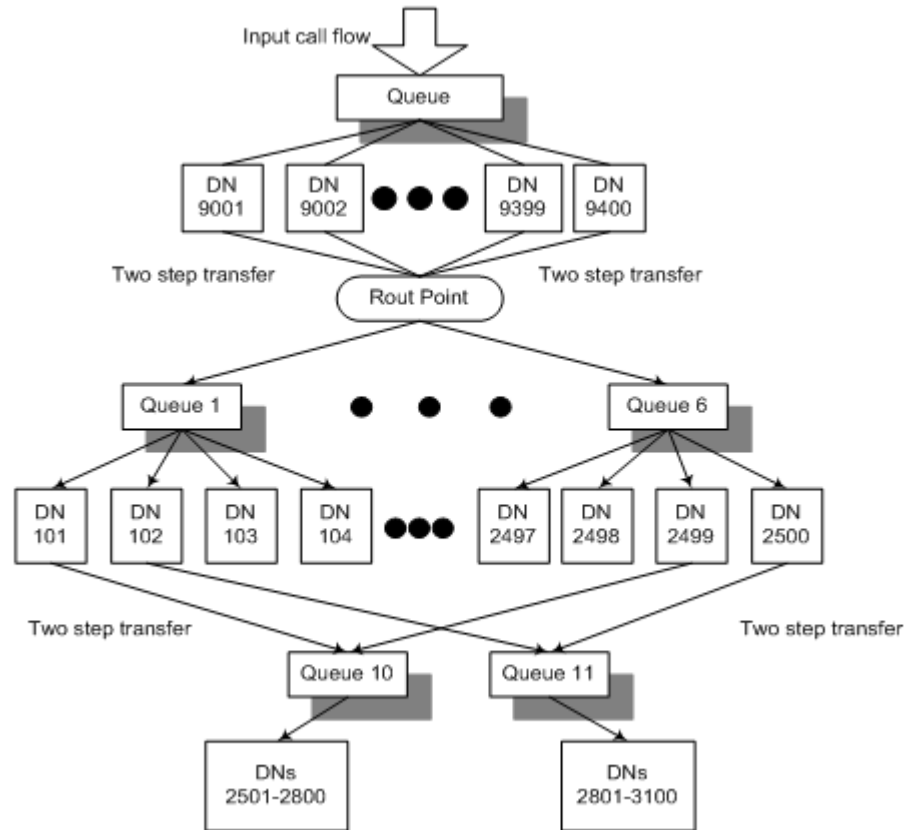 Input call flow
Queue
DN
9001
DN
9002
DN
9399
DN
9400
Two step transfer
Two step transfer
Rout Point
Queue 1
Queue 6
DN
101
DN
102
DN
103
DN
104
DN
2497
DN
2498
DN
2499
DN
2500
Two step transfer
Two step transfer
Queue 10
Queue 11
DNs
2501-2800
DNs
2801-3100